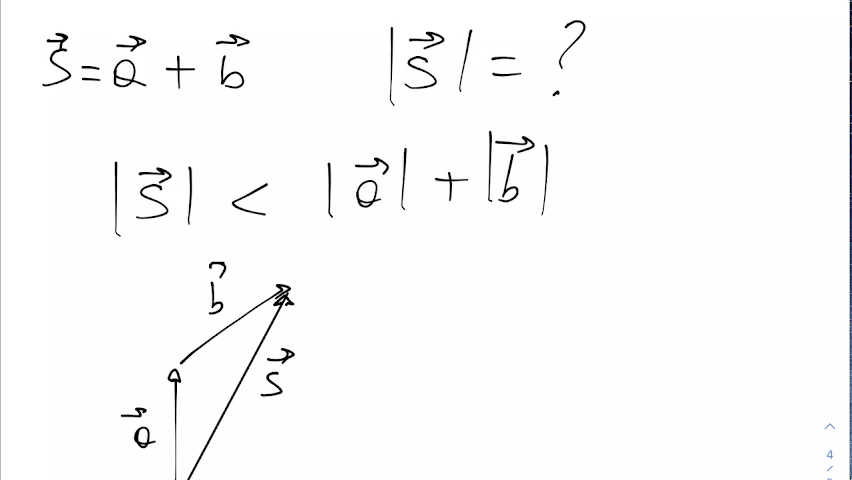 s⃗ = a⃗ + b⃗    |s⃗| = ?
|s⃗| < |a⃗| + |b⃗|
b⃗
s⃗
a⃗
4